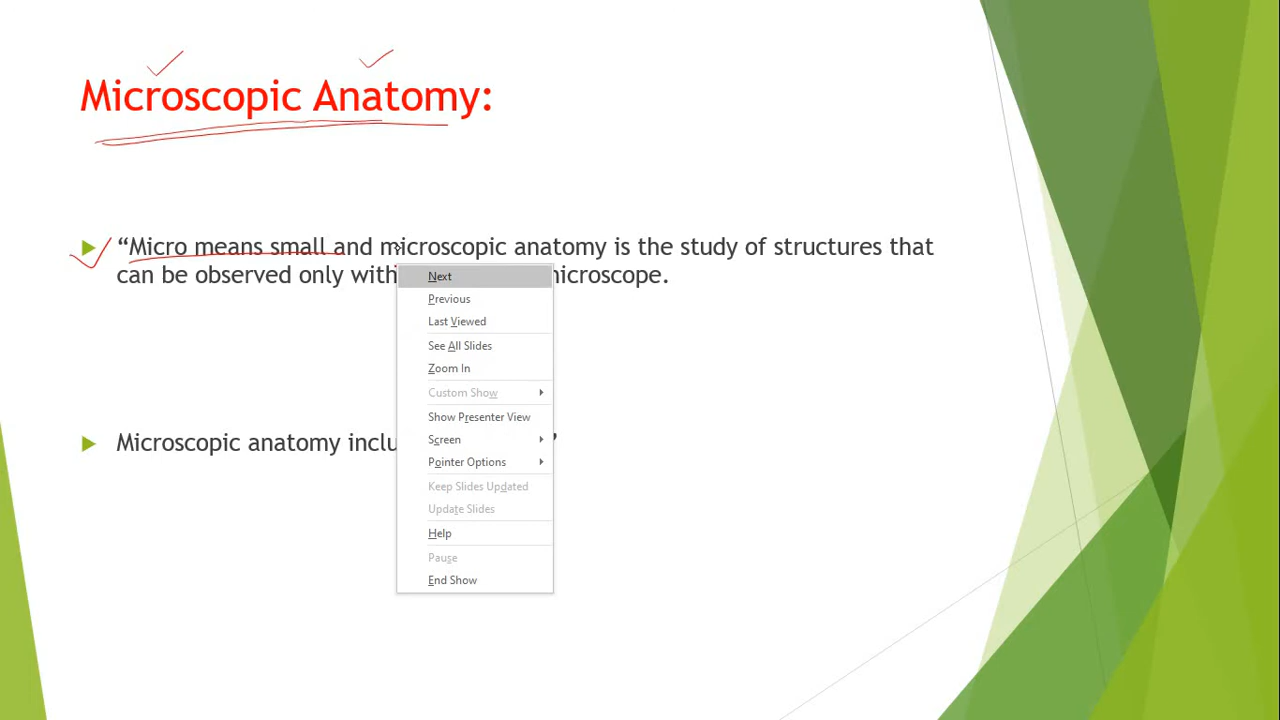 Microscopic Anatomy:
“Micro means small and microscopic anatomy is the study of structures that
can be observed only with microscope.
Next
Previous
Last Viewed
See All Slides
Zoom In
Custom Show
Show Presenter View
Microscopic anatomy ”
Screen
Pointer Options
Keep Slides Updated
Update Slides
Help
Pause
End Show